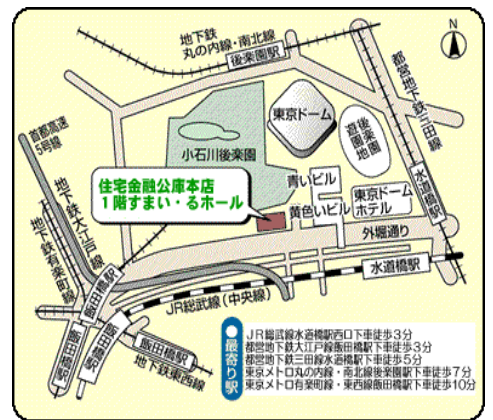 N
地下鉄
丸の内線・南北線
後楽園駅
都営地下鉄三田線
首都高速
5号線
東京ドーム
後楽園
遊園地
小石川後楽園
地下鉄大江戸線
地下鉄有楽町線
住宅金融公庫本店
1階すまい・るホール
青いビル
黄色いビル
東京ドーム
ホテル
水道橋駅
外堀通り
飯田橋駅
水道橋駅
JR総武線(中央線)
飯田橋駅
飯田橋駅
地下鉄東西線
●最寄り駅
JR総武線水道橋駅西口下車徒歩3分
都営地下鉄大江戸線飯田橋駅下車徒歩3分
都営地下鉄三田線水道橋駅下車徒歩5分
東京メトロ丸の内線・南北線後楽園駅下車徒歩7分
東京メトロ有楽町線・東西線飯田橋駅下車徒歩10分